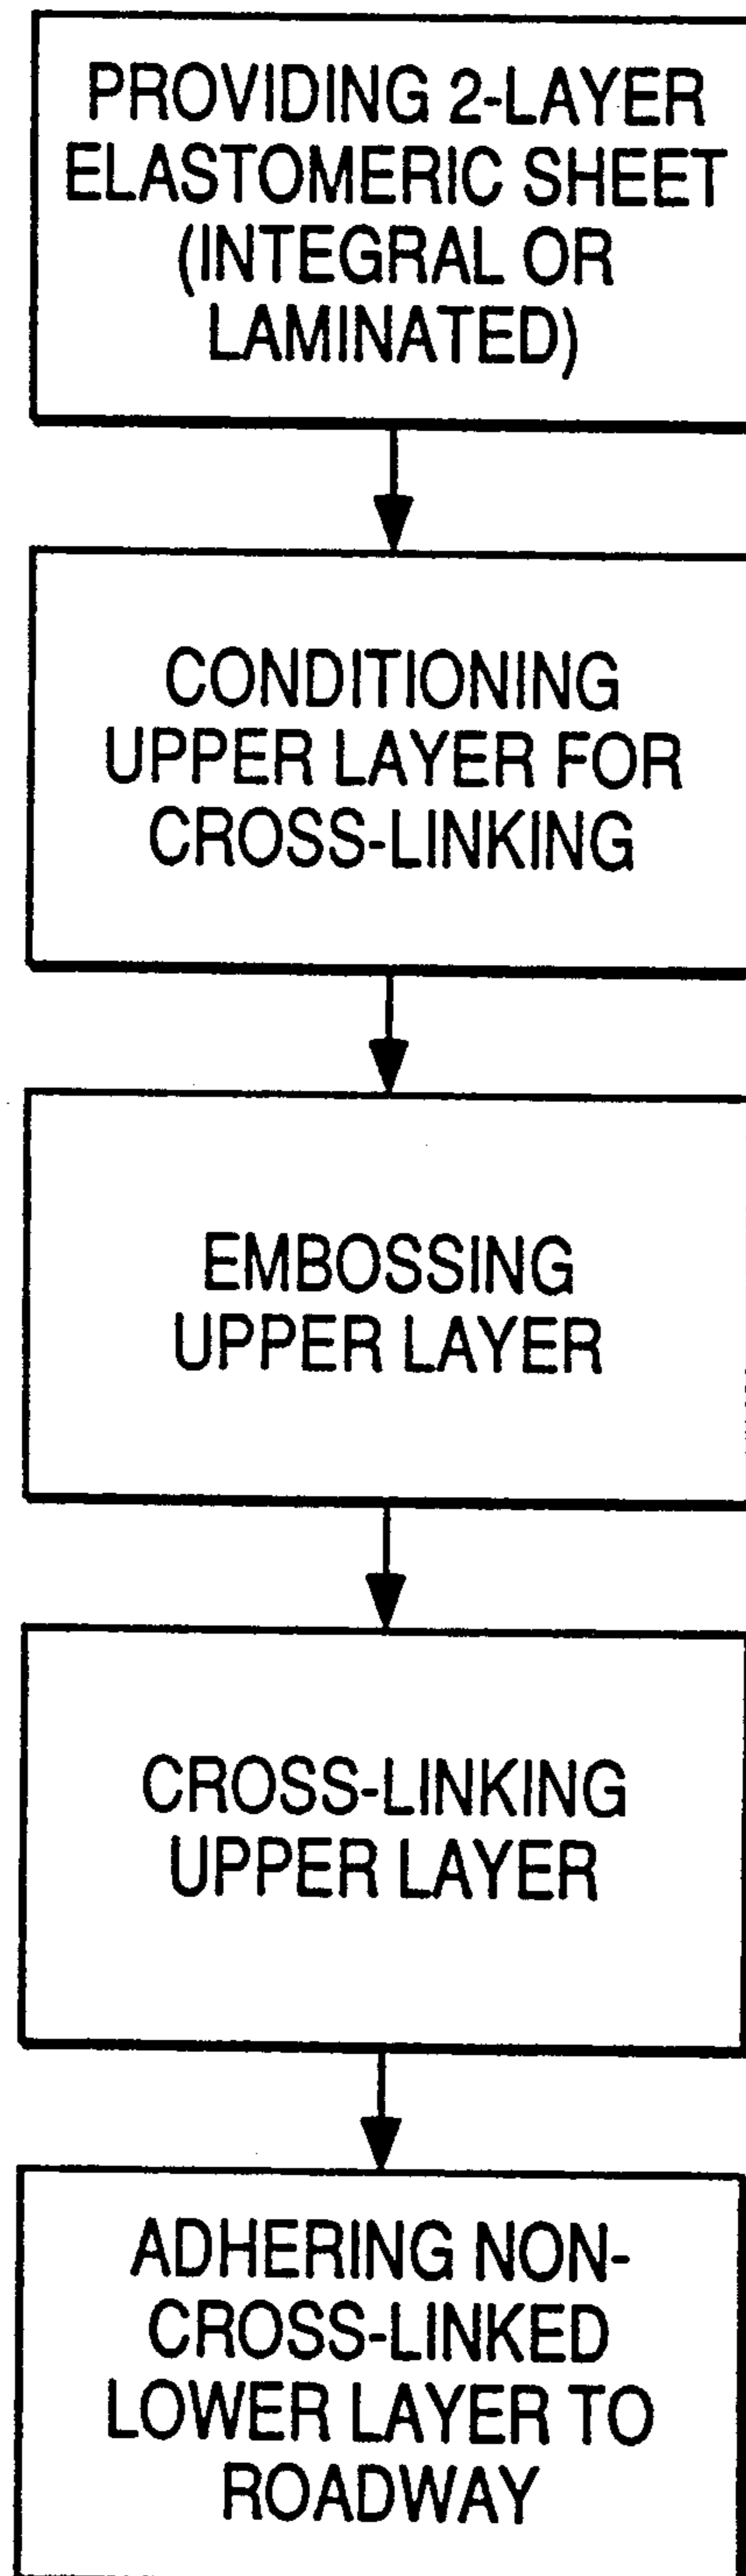 PROVIDING 2-LAYER
ELASTOMERIC SHEET
(INTEGRAL OR
LAMINATED)
CONDITIONING
UPPER LAYER FOR
CROSS-LINKING
EMBOSSING
UPPER LAYER
CROSS-LINKING
UPPER LAYER
ADHERING NON-
CROSS-LINKED
LOWER LAYER TO
ROADWAY